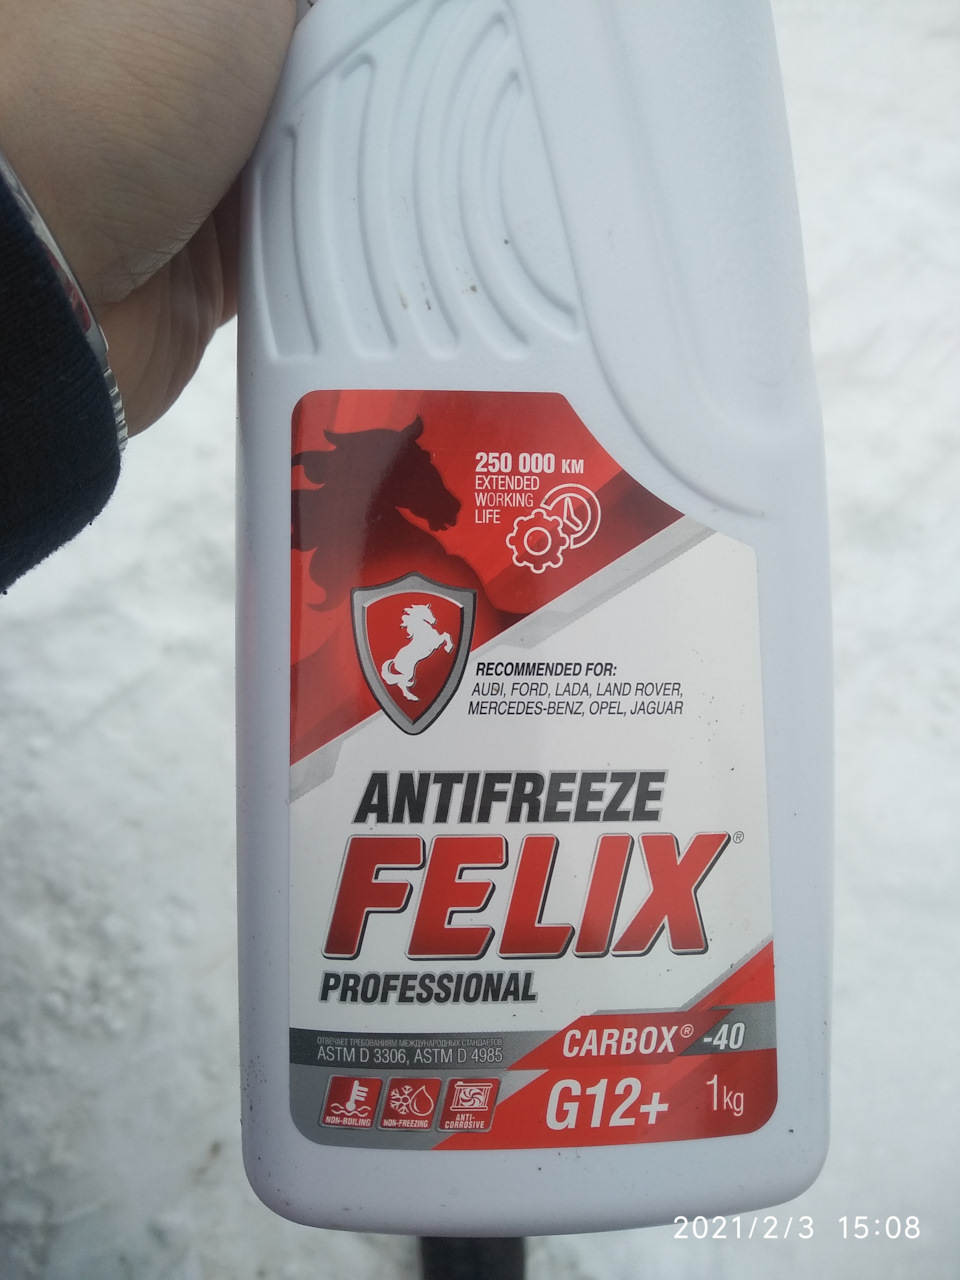 250 000 KM
EXTENDED
WORKING
LIFE
RECOMMENDED FOR:
AUDI, FORD, LADA, LAND ROVER,
MERCEDES-BENZ, OPEL, JAGUAR
ANTIFREEZE
FELIX®
PROFESSIONAL
ОТВЕЧАЕТ ТРЕБОВАНИЯМ МЕЖДУНАРОДНЫХ СТАНДАРТОВ
ASTM D 3306, ASTM D 4985
CARBOX® -40
NON-BOILING NON-FREEZING ANTI-
CORROSIVE
G12+ 1kg
2021/2/3 15:08